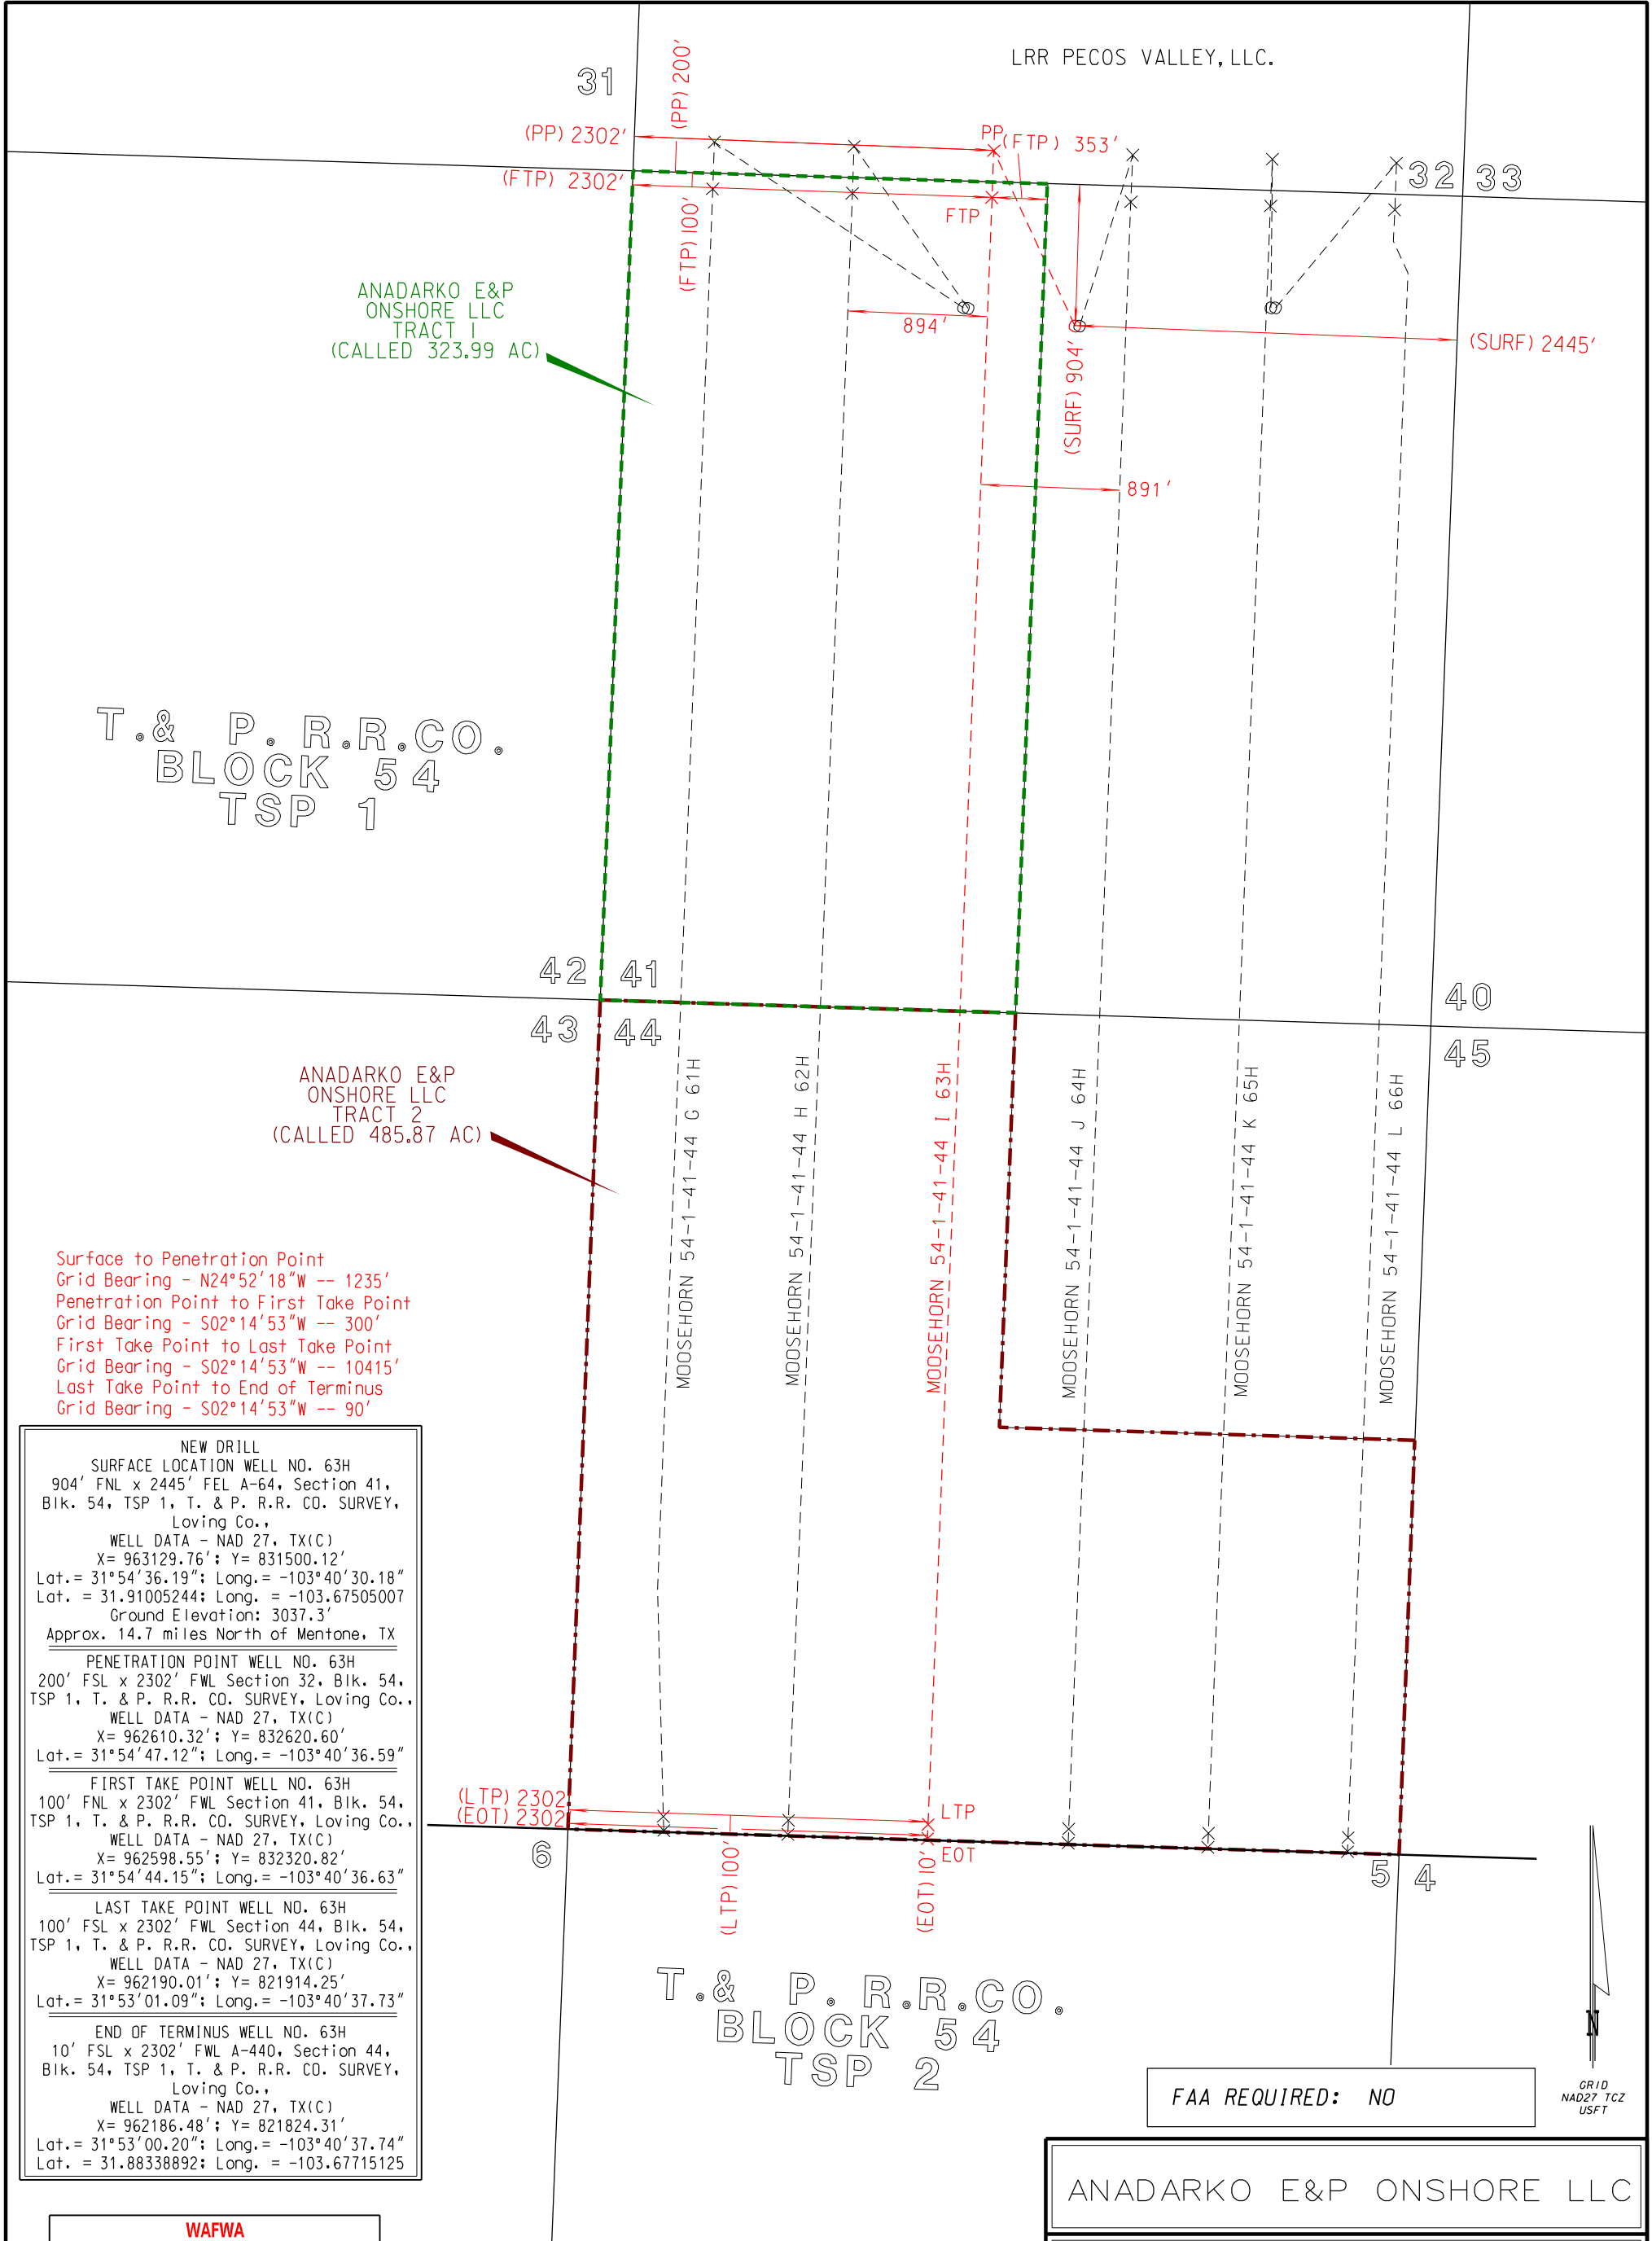 LRR PECOS VALLEY, LLC.
31
(PP) 200'
(PP) 2302'
PP
(FTP) 353'
32
33
(FTP) 2302'
FTP
(FTP) 100'
ANADARKO E&P
ONSHORE LLC
TRACT 1
(CALLED 323.99 AC)
894'
(SURF) 904'
(SURF) 2445'
891'
T.& P. R.R.CO.
BLOCK 54
TSP 1
42
41
40
43
44
45
ANADARKO E&P
ONSHORE LLC
TRACT 2
(CALLED 485.87 AC)
MOOSEHORN 54-1-41-44 G 61H
MOOSEHORN 54-1-41-44 H 62H
MOOSEHORN 54-1-41-44 I 63H
MOOSEHORN 54-1-41-44 J 64H
MOOSEHORN 54-1-41-44 K 65H
MOOSEHORN 54-1-41-44 L 66H
Surface to Penetration Point
Grid Bearing - N24°52'18"W -- 1235'
Penetration Point to First Take Point
Grid Bearing - S02°14'53"W -- 300'
First Take Point to Last Take Point
Grid Bearing - S02°14'53"W -- 10415'
Last Take Point to End of Terminus
Grid Bearing - S02°14'53"W -- 90'
NEW DRILL
SURFACE LOCATION WELL NO. 63H
904' FNL x 2445' FEL A-64, Section 41,
Blk. 54, TSP 1, T. & P. R.R. CO. SURVEY,
Loving Co.,
WELL DATA - NAD 27, TX(C)
X= 963129.76'; Y= 831500.12'
Lat.= 31°54'36.19"; Long.= -103°40'30.18"
Lat. = 31.91005244; Long. = -103.67505007
Ground Elevation: 3037.3'
Approx. 14.7 miles North of Mentone, TX
PENETRATION POINT WELL NO. 63H
200' FSL x 2302' FWL Section 32, Blk. 54,
TSP 1, T. & P. R.R. CO. SURVEY, Loving Co.,
WELL DATA - NAD 27, TX(C)
X= 962610.32'; Y= 832620.60'
Lat.= 31°54'47.12"; Long.= -103°40'36.59"
FIRST TAKE POINT WELL NO. 63H
100' FNL x 2302' FWL Section 41, Blk. 54,
TSP 1, T. & P. R.R. CO. SURVEY, Loving Co.,
WELL DATA - NAD 27, TX(C)
X= 962598.55'; Y= 832320.82'
Lat.= 31°54'44.15"; Long.= -103°40'36.63"
LAST TAKE POINT WELL NO. 63H
100' FSL x 2302' FWL Section 44, Blk. 54,
TSP 1, T. & P. R.R. CO. SURVEY, Loving Co.,
WELL DATA - NAD 27, TX(C)
X= 962190.01'; Y= 821914.25'
Lat.= 31°53'01.09"; Long.= -103°40'37.73"
END OF TERMINUS WELL NO. 63H
10' FSL x 2302' FWL A-440, Section 44,
Blk. 54, TSP 1, T. & P. R.R. CO. SURVEY,
Loving Co.,
WELL DATA - NAD 27, TX(C)
X= 962186.48'; Y= 821824.31'
Lat.= 31°53'00.20"; Long.= -103°40'37.74"
Lat. = 31.88338892; Long. = -103.67715125
(LTP) 2302
(EOT) 2302
LTP
EOT
(LTP) 100'
(EOT) 10'
6
5
4
T.& P. R.R.CO.
BLOCK 54
TSP 2
N
GRID
NAD27 TCZ
USFT
FAA REQUIRED: NO
ANADARKO E&P ONSHORE LLC
WAFWA